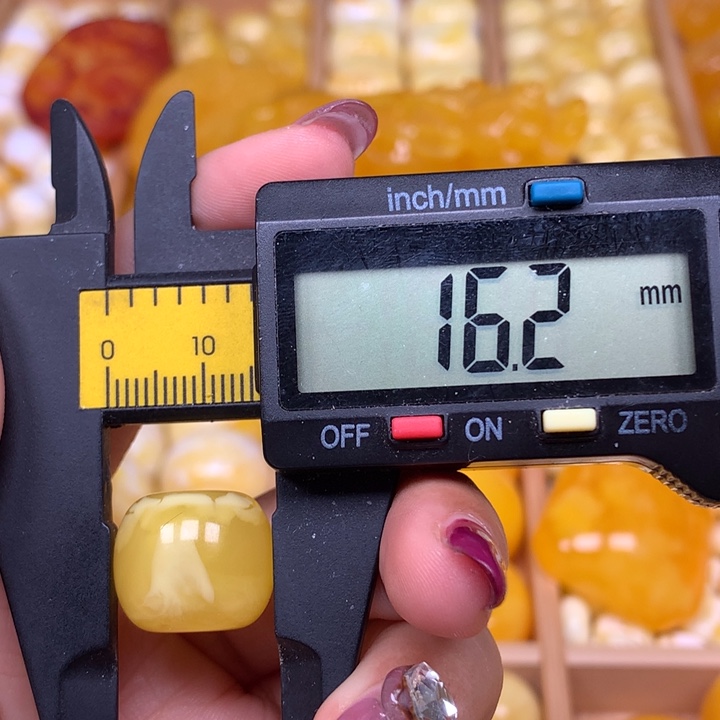 inch/mm
16.2 mm
0 10
OFF ON ZERO